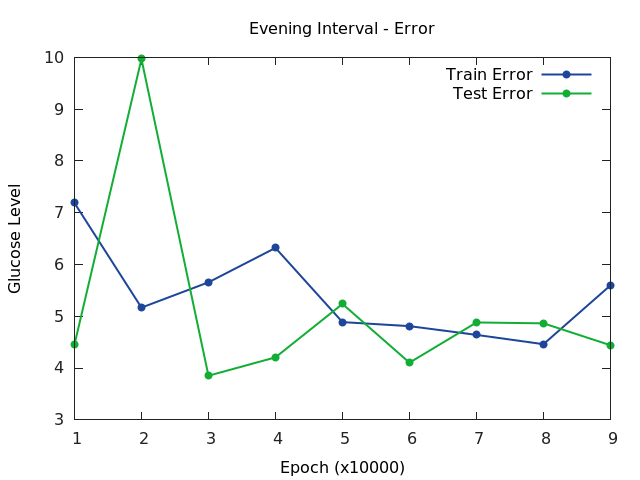 Evening Interval - Error
Train Error
Test Error
Glucose Level
10
9
8
7
6
5
4
3
1 2 3 4 5 6 7 8 9
Epoch (x10000)